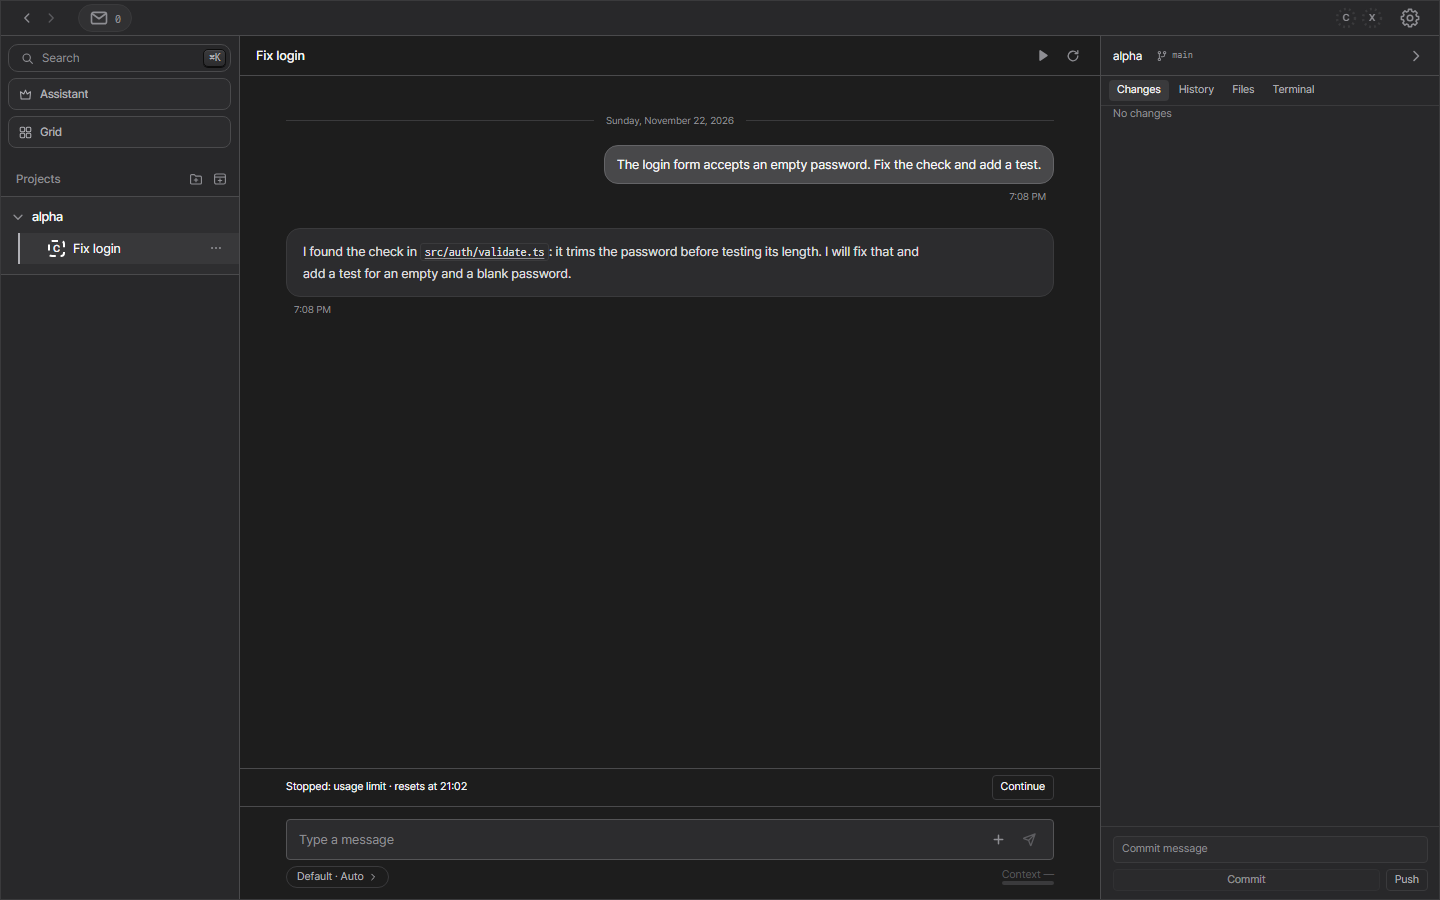 0
C X
Search ⌘K
Assistant
Grid
Projects
alpha
C Fix login
Fix login
Sunday, November 22, 2026
The login form accepts an empty password. Fix the check and add a test.
7:08 PM
I found the check in src/auth/validate.ts : it trims the password before testing its length. I will fix that and
add a test for an empty and a blank password.
7:08 PM
Stopped: usage limit · resets at 21:02
Continue
Type a message
Default · Auto
Context —
alpha main
Changes History Files Terminal
No changes
Commit message
Commit Push